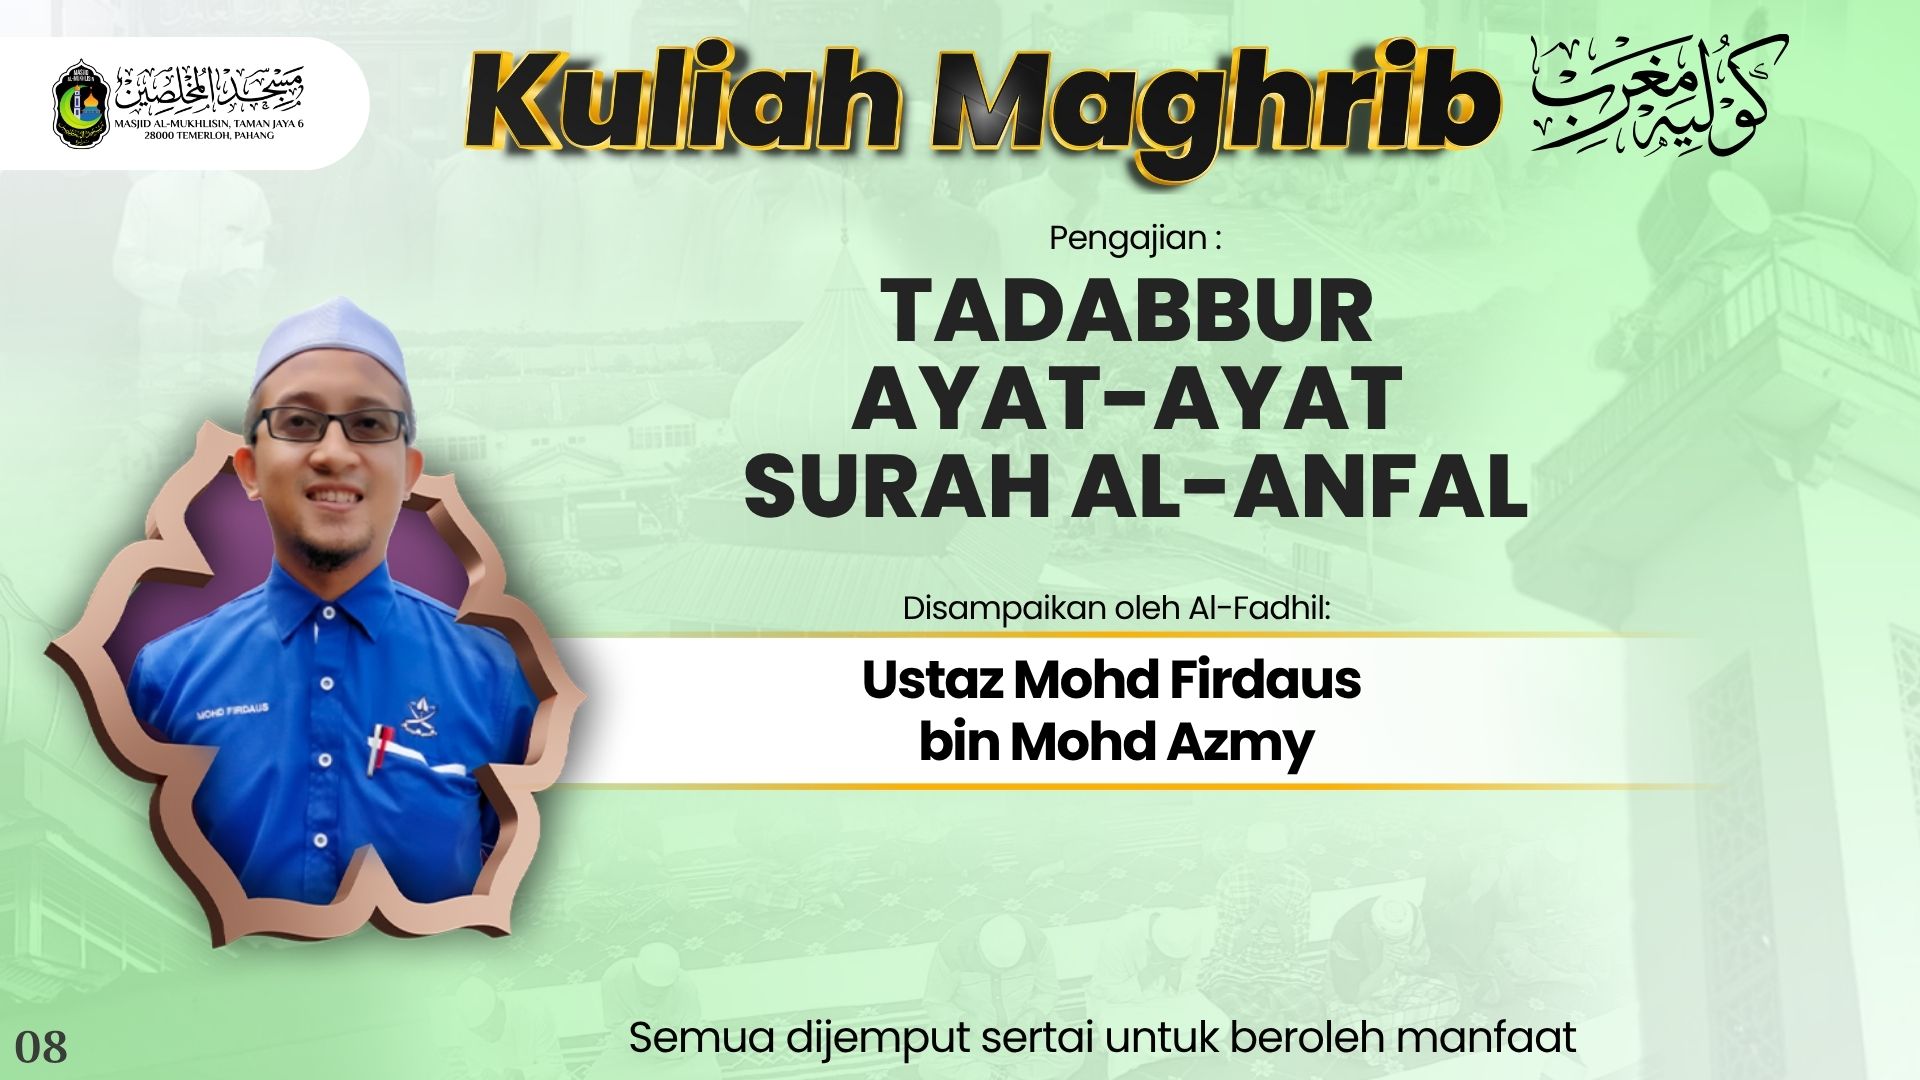 مسجد المخلصين
MASJID AL-MUKHLISIN, TAMAN JAYA 6
28000 TEMERLOH, PAHANG
Kuliah Maghrib
كوليه مغرب
Pengajian :
TADABBUR
AYAT-AYAT
SURAH AL-ANFAL
Disampaikan oleh Al-Fadhil:
Ustaz Mohd Firdaus
bin Mohd Azmy
MOHD FIRDAUS
Semua dijemput sertai untuk beroleh manfaat
08